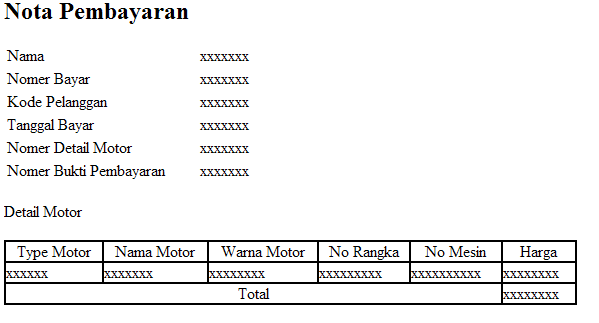 Nota Pembayaran
Nama xxxxxxx
Nomer Bayar xxxxxxx
Kode Pelanggan xxxxxxx
Tanggal Bayar xxxxxxx
Nomer Detail Motor xxxxxxx
Nomer Bukti Pembayaran xxxxxxx
Detail Motor
Type Motor Nama Motor Warna Motor No Rangka No Mesin Harga
xxxxxx xxxxxxx xxxxxxxx xxxxxxxxx xxxxxxxxxx xxxxxxxx
Total xxxxxxxx